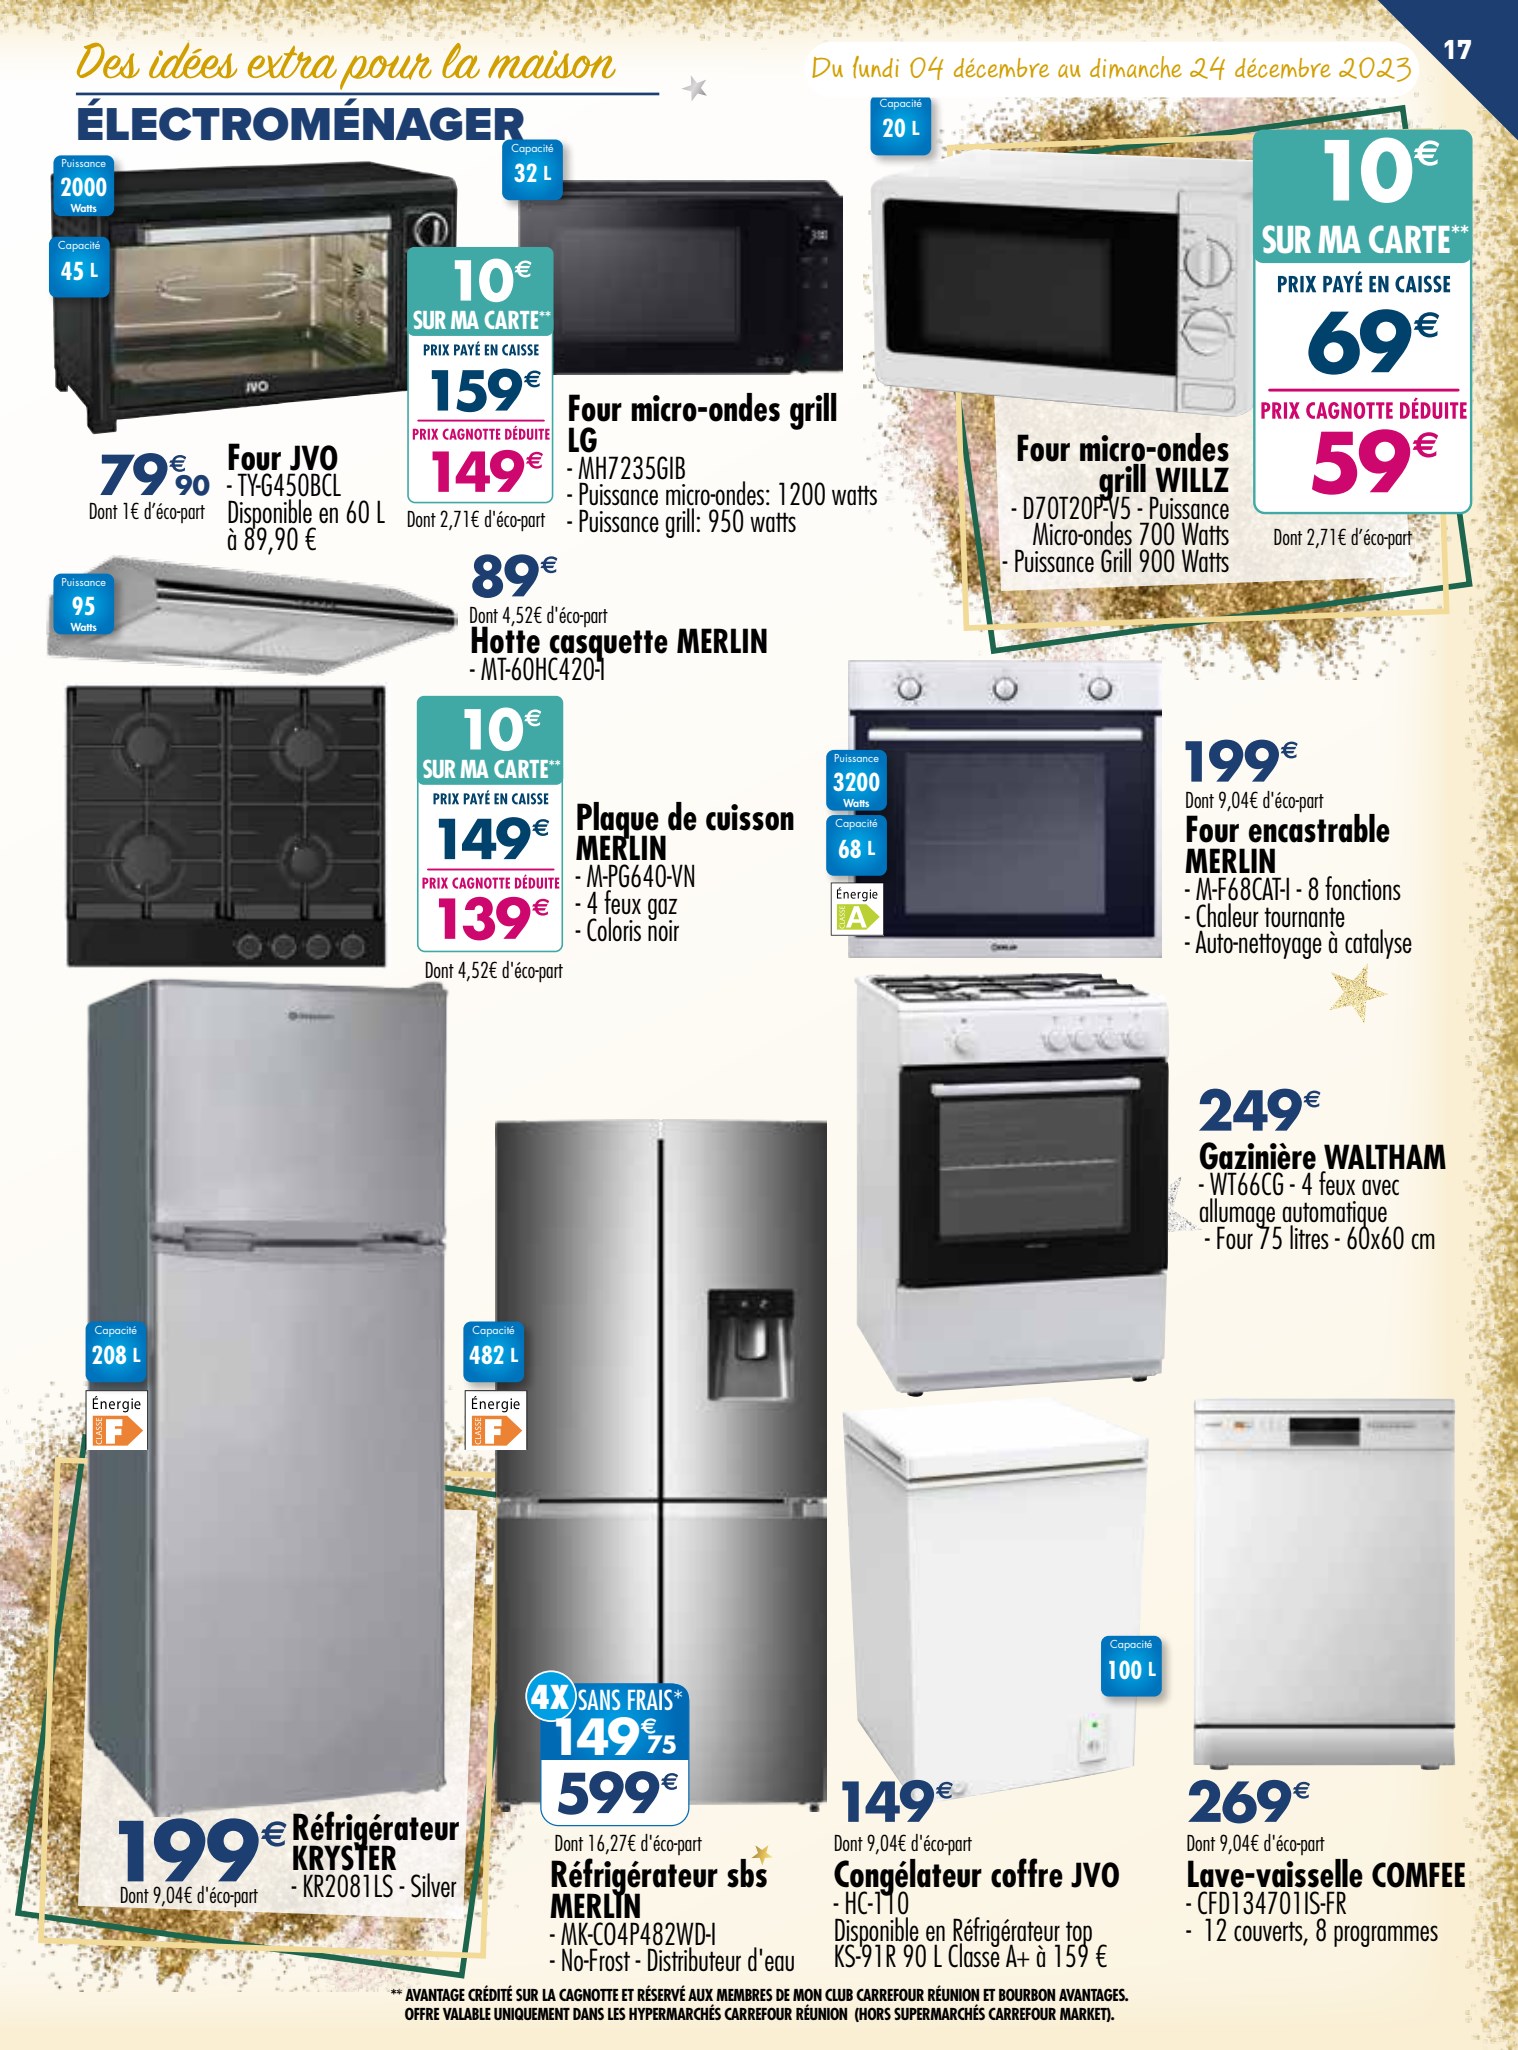 Des idées extra pour la maison
Du lundi 04 décembre au dimanche 24 décembre 2023
17
ÉLECTROMÉNAGER
Puissance
2000
Watts
Capacité
45 L
JVO
79€90
Dont 1€ d’éco-part
Four JVO
- TY-G450BCL
Disponible en 60 L
à 89,90 €
Capacité
32 L
10€
SUR MA CARTE**
PRIX PAYÉ EN CAISSE
159€
PRIX CAGNOTTE DÉDUITE
149€
Dont 2,71€ d'éco-part
Four micro-ondes grill
LG
- MH7235GIB
- Puissance micro-ondes: 1200 watts
- Puissance grill: 950 watts
Capacité
20 L
10€
SUR MA CARTE**
PRIX PAYÉ EN CAISSE
69€
PRIX CAGNOTTE DÉDUITE
59€
Dont 2,71€ d’éco-part
Four micro-ondes
grill WILLZ
- D70T20P-V5 - Puissance
Micro-ondes 700 Watts
- Puissance Grill 900 Watts
Puissance
95
Watts
89€
Dont 4,52€ d'éco-part
Hotte casquette MERLIN
- MT-60HC420-I
10€
SUR MA CARTE**
PRIX PAYÉ EN CAISSE
149€
PRIX CAGNOTTE DÉDUITE
139€
Dont 4,52€ d'éco-part
Plaque de cuisson
MERLIN
- M-PG640-VN
- 4 feux gaz
- Coloris noir
Puissance
3200
Watts
Capacité
68 L
Énergie
CLASSE
A
199€
Dont 9,04€ d'éco-part
Four encastrable
MERLIN
- M-F68CAT-I - 8 fonctions
- Chaleur tournante
- Auto-nettoyage à catalyse
249€
Gazinière WALTHAM
- WT66CG - 4 feux avec
allumage automatique
- Four 75 litres - 60x60 cm
Capacité
208 L
Énergie
CLASSE
F
199€
Dont 9,04€ d'éco-part
Réfrigérateur
KRYSTER
- KR2081LS - Silver
Capacité
482 L
Énergie
CLASSE
F
4X SANS FRAIS*
149€75
599€
Dont 16,27€ d'éco-part
Réfrigérateur sbs
MERLIN
- MK-CO4P482WD-I
- No-Frost - Distributeur d'eau
Capacité
100 L
149€
Dont 9,04€ d'éco-part
Congélateur coffre JVO
- HC-110
Disponible en Réfrigérateur top
KS-91R 90 L Classe A+ à 159 €
269€
Dont 9,04€ d'éco-part
Lave-vaisselle COMFEE
- CFD134701IS-FR
- 12 couverts, 8 programmes
** AVANTAGE CRÉDITÉ SUR LA CAGNOTTE ET RÉSERVÉ AUX MEMBRES DE MON CLUB CARREFOUR RÉUNION ET BOURBON AVANTAGES.
OFFRE VALABLE UNIQUEMENT DANS LES HYPERMARCHÉS CARREFOUR RÉUNION (HORS SUPERMARCHÉS CARREFOUR MARKET).